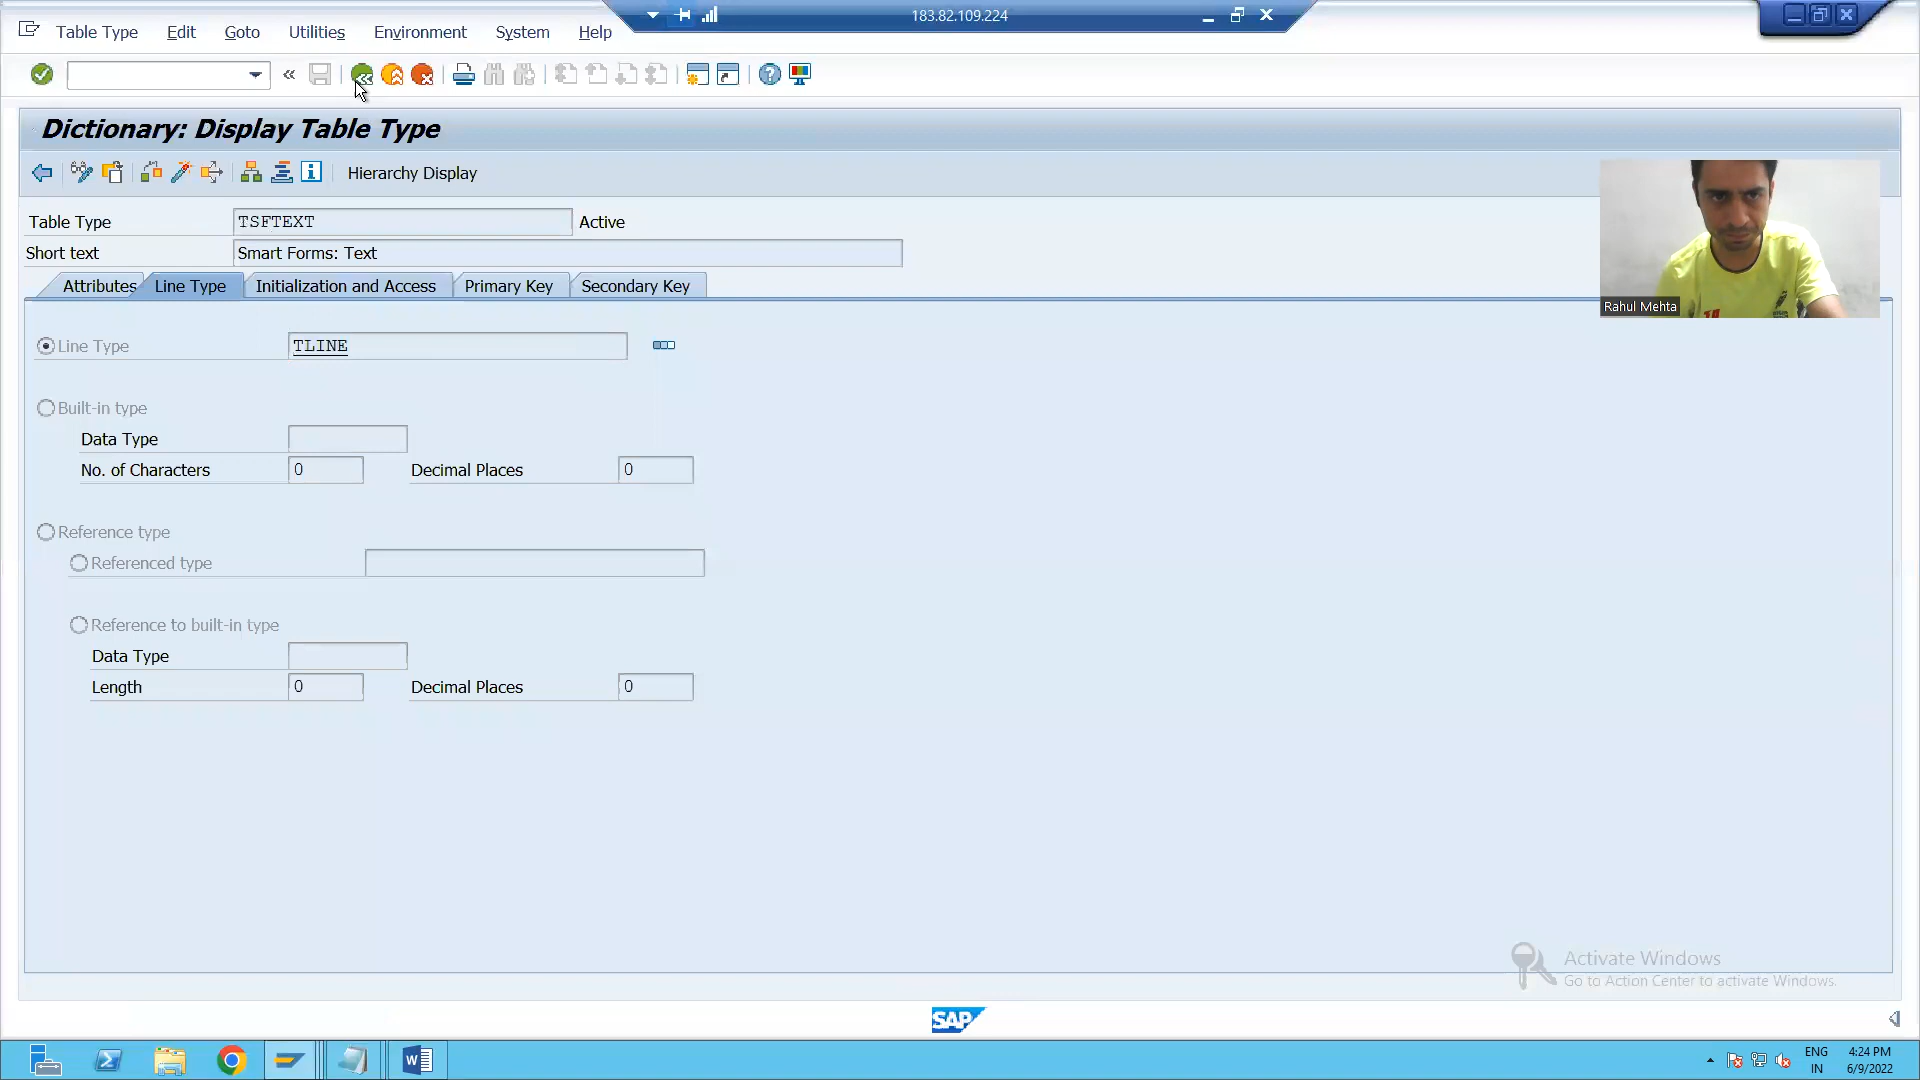 183.82.109.224
Table Type Edit Goto Utilities Environment System Help
Dictionary: Display Table Type
Hierarchy Display
Table Type TSFTEXT Active
Short text Smart Forms: Text
Attributes Line Type Initialization and Access Primary Key Secondary Key
Rahul Mehta
Line Type TLINE
Built-in type
Data Type
No. of Characters 0 Decimal Places 0
Reference type
Referenced type
Reference to built-in type
Data Type
Length 0 Decimal Places 0
Activate Windows
Go to Action Center to activate Windows.
SAP
ENG 4:24 PM
IN 6/9/2022